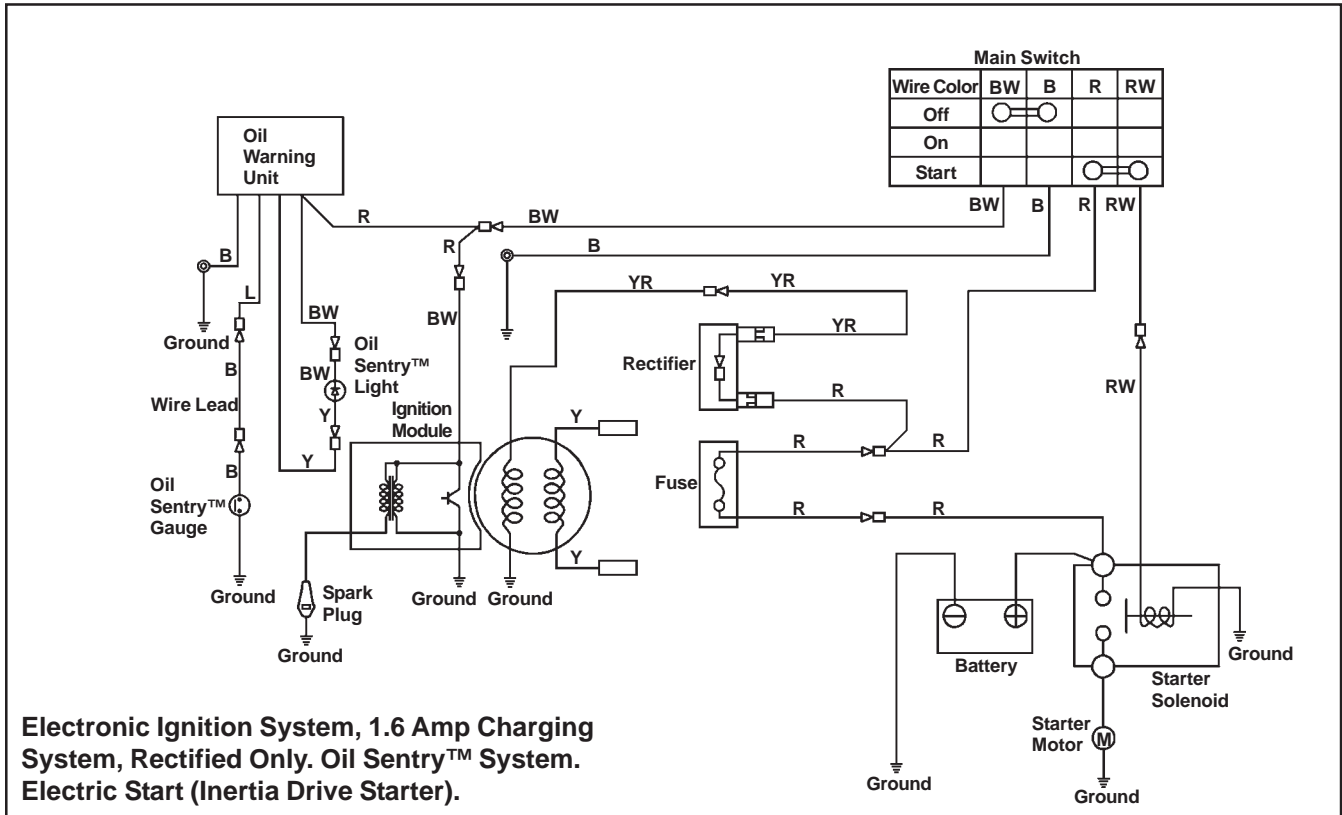 Main Switch
Wire Color BW B R RW
Off
On
Start
BW B R RW
Oil
Warning
Unit
R
BW
R
B
B
L
YR
YR
YR
BW
BW
Ground
Oil
Sentry™
Light
BW
Rectifier
RW
B
R
Wire Lead
Y
Ignition
Module
Y
R
R
B
Y
Oil
Sentry™
Gauge
Fuse
R
R
Y
Ground
Spark
Plug
Ground
Ground
Ground
Battery
Ground
Starter
Solenoid
Starter
Motor
M
Ground
Ground
Electronic Ignition System, 1.6 Amp Charging
System, Rectified Only. Oil Sentry™ System.
Electric Start (Inertia Drive Starter).